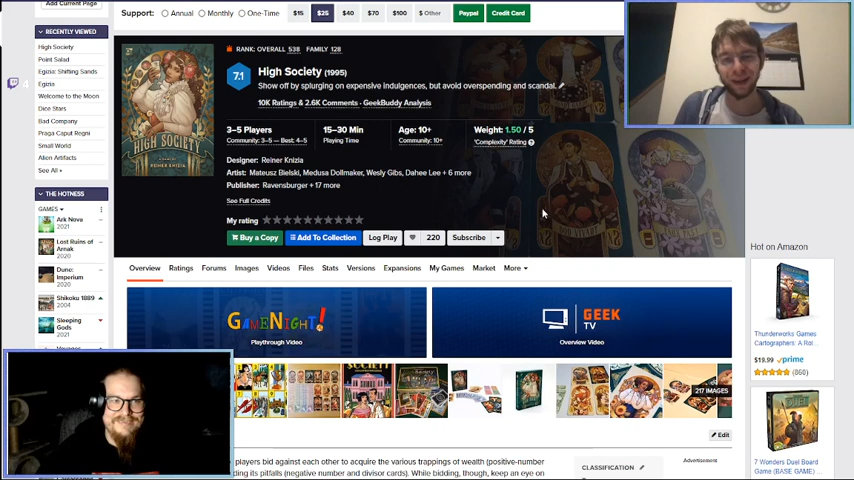 Add Current Page
Support: Annual Monthly One-Time $15 $25 $40 $70 $100 $ Other Paypal Credit Card
RECENTLY VIEWED
High Society
Point Salad
Egizia: Shifting Sands
Egizia
Welcome to the Moon
Dice Stars
Bad Company
Praga Caput Regni
Small World
Alien Artifacts
See All »
THE HOTNESS
GAMES
Ark Nova
2021
Lost Ruins of
Arnak
2020
Dune:
Imperium
2020
Shikoku 1889
2004
Sleeping
Gods
2021
HIGH SOCIETY
RANK: OVERALL 538 FAMILY 128
7.1
High Society (1995)
Show off by splurging on expensive indulgences, but avoid overspending and scandal.
10K Ratings & 2.6K Comments · GeekBuddy Analysis
3–5 Players
Community: 3–5 — Best: 4–5
15–30 Min
Playing Time
Age: 10+
Community: 10+
Weight: 1.50 / 5
'Complexity' Rating
Designer: Reiner Knizia
Artist: Mateusz Bielski, Medusa Dollmaker, Wesly Gibs, Dahee Lee + 6 more
Publisher: Ravensburger + 17 more
See Full Credits
My rating
Buy a Copy Add To Collection Log Play 220 Subscribe
Overview Ratings Forums Images Videos Files Stats Versions Expansions My Games Market More
GAMENIGHT!
Playthrough Video
GEEK
TV
Overview Video
217 IMAGES
Edit
players bid against each other to acquire the various trappings of wealth (positive-number
ding its pitfalls (negative number and divisor cards). While bidding, though, keep an eye on
CLASSIFICATION
Advertisement
Hot on Amazon
Thunderworks Games
Cartographers: A Rol...
$19.99 prime
(860)
7 Wonders Duel Board
Game (BASE GAME)